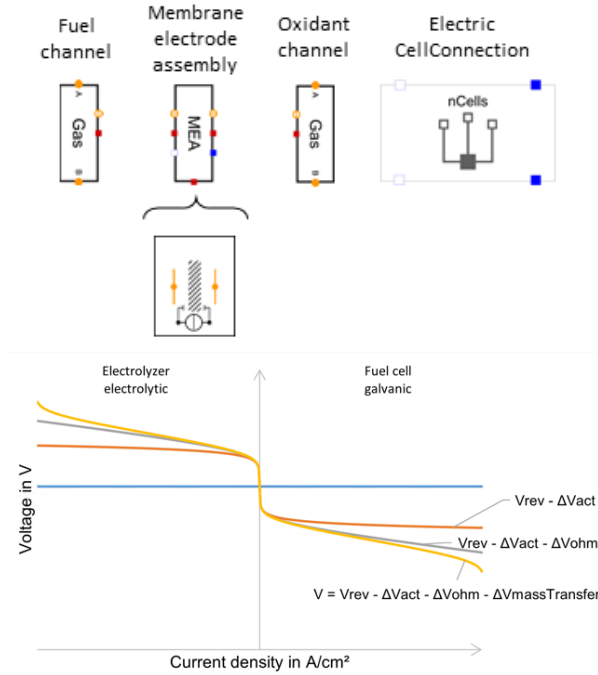 Fuel
channel
Membrane
electrode
assembly
Oxidant
channel
Electric
CellConnection
A
Gas
B
MEA
A
Gas
B
nCells
Electrolyzer
electrolytic
Fuel cell
galvanic
Voltage in V
Vrev - ΔVact
Vrev - ΔVact - ΔVohm
V = Vrev - ΔVact - ΔVohm - ΔVmassTransfer
Current density in A/cm²